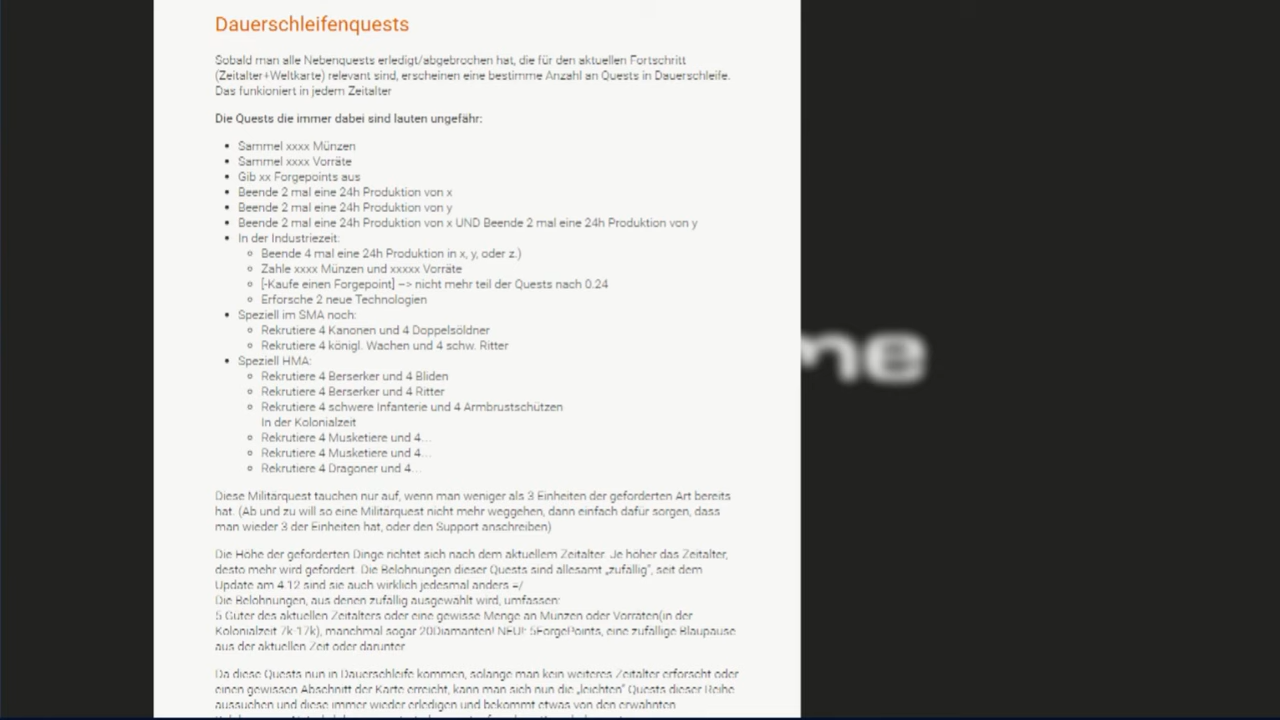 Dauerschleifenquests
Sobald man alle Nebenquests erledigt/abgebrochen hat, die für den aktuellen Fortschritt
(Zeitalter+Weltkarte) relevant sind, erscheinen eine bestimme Anzahl an Quests in Dauerschleife.
Das funkioniert in jedem Zeitalter
Die Quests die immer dabei sind lauten ungefähr:
Sammel xxxx Münzen
Sammel xxxx Vorräte
Gib xx Forgepoints aus
Beende 2 mal eine 24h Produktion von x
Beende 2 mal eine 24h Produktion von y
Beende 2 mal eine 24h Produktion von x UND Beende 2 mal eine 24h Produktion von y
In der Industriezeit:
Beende 4 mal eine 24h Produktion in x, y, oder z.)
Zahle xxxx Münzen und xxxxx Vorräte
[-Kaufe einen Forgepoint] –> nicht mehr teil der Quests nach 0.24
Erforsche 2 neue Technologien
Speziell im SMA noch:
Rekrutiere 4 Kanonen und 4 Doppelsöldner
Rekrutiere 4 königl. Wachen und 4 schw. Ritter
Speziell HMA:
Rekrutiere 4 Berserker und 4 Bliden
Rekrutiere 4 Berserker und 4 Ritter
Rekrutiere 4 schwere Infanterie und 4 Armbrustschützen
In der Kolonialzeit
Rekrutiere 4 Musketiere und 4...
Rekrutiere 4 Musketiere und 4...
Rekrutiere 4 Dragoner und 4...
Diese Militärquest tauchen nur auf, wenn man weniger als 3 Einheiten der geforderten Art bereits
hat. (Ab und zu will so eine Militärquest nicht mehr weggehen, dann einfach dafür sorgen, dass
man wieder 3 der Einheiten hat, oder den Support anschreiben)
Die Höhe der geforderten Dinge richtet sich nach dem aktuellem Zeitalter. Je höher das Zeitalter,
desto mehr wird gefordert. Die Belohnungen dieser Quests sind allesamt „zufällig“, seit dem
Update am 4.12 sind sie auch wirklich jedesmal anders =/
Die Belohnungen, aus denen zufällig ausgewählt wird, umfassen:
5 Güter des aktuellen Zeitalters oder eine gewisse Menge an Münzen oder Vorräten(in der
Kolonialzeit 7k-17k), manchmal sogar 20Diamanten! NEU!: 5ForgePoints, eine zufällige Blaupause
aus der aktuellen Zeit oder darunter
Da diese Quests nun in Dauerschleife kommen, solange man kein weiteres Zeitalter erforscht oder
einen gewissen Abschnitt der Karte erreicht, kann man sich nun die „leichten“ Quests dieser Reihe
aussuchen und diese immer wieder erledigen und bekommt etwas von den erwähnten